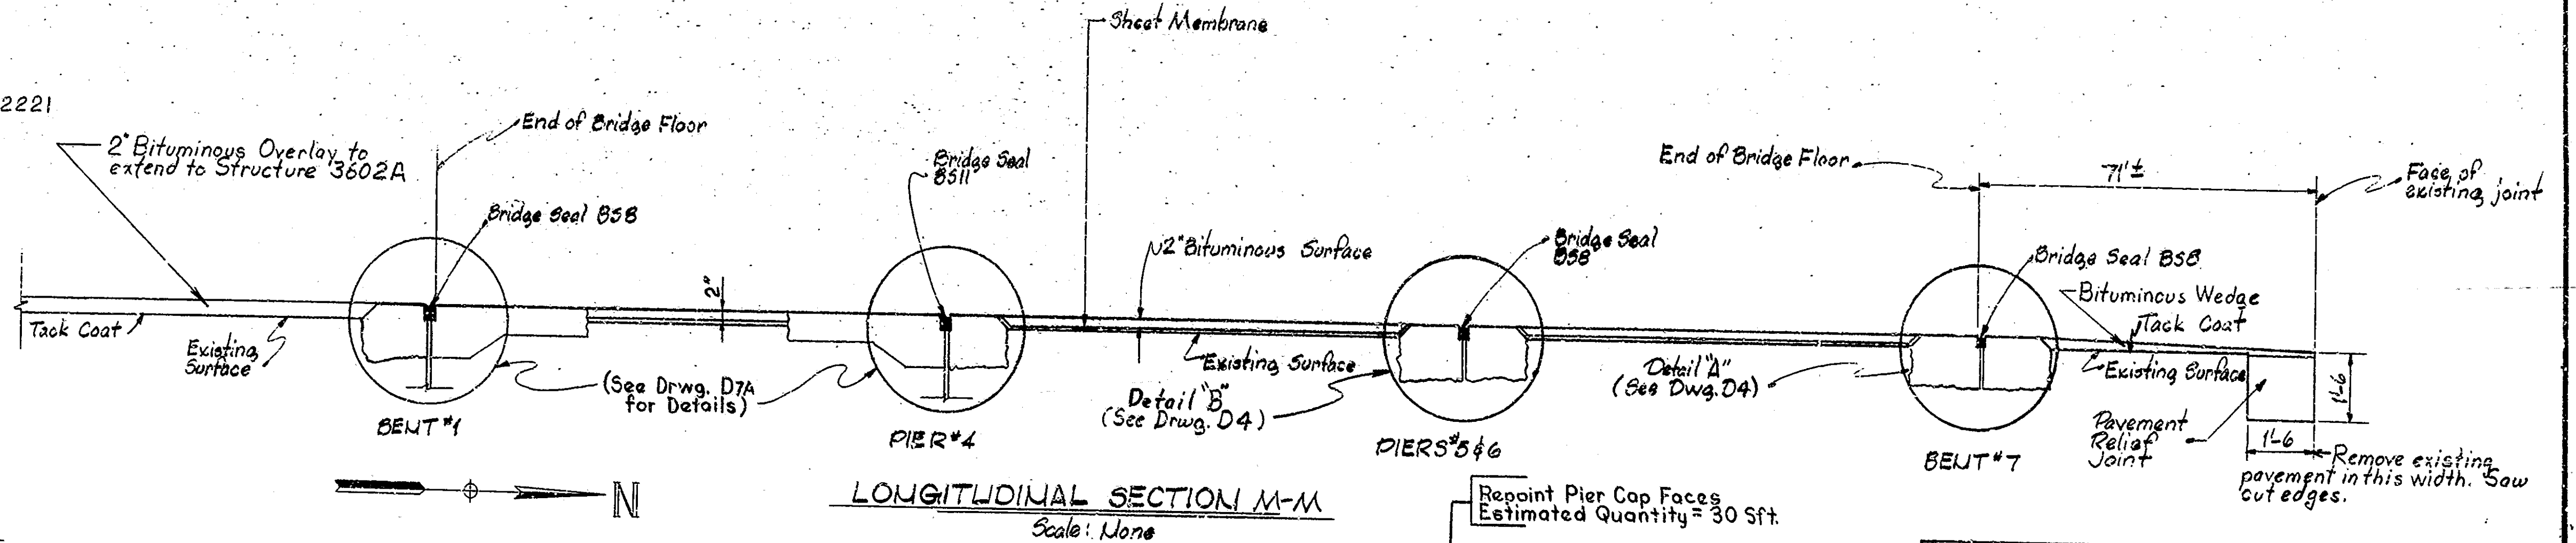 Sheet Membrane
2221
2" Bituminous Overlay to
extend to Structure 3602A
End of Bridge Floor
Bridge Seal
BS11
End of Bridge Floor
71'±
Face of
existing joint
Bridge Seal BS8
2" Bituminous Surface
Bridge Seal
BS8
Bridge Seal BS8
Bituminous Wedge
Tack Coat
2"
Tack Coat
Existing
Surface
Existing Surface
Existing Surface
(See Drwg. D7A
for Details)
Detail "B"
(See Drwg. D4)
Detail "A"
(See Dwg. D4)
1'-6
Pavement
Relief
Joint
1'-6
Remove existing
pavement in this width. Saw
cut edges.
BENT #1
PIER #4
PIERS #5 & 6
BENT #7
N
LONGITUDINAL SECTION M-M
Scale: None
Repoint Pier Cap Faces
Estimated Quantity = 30 Sft.